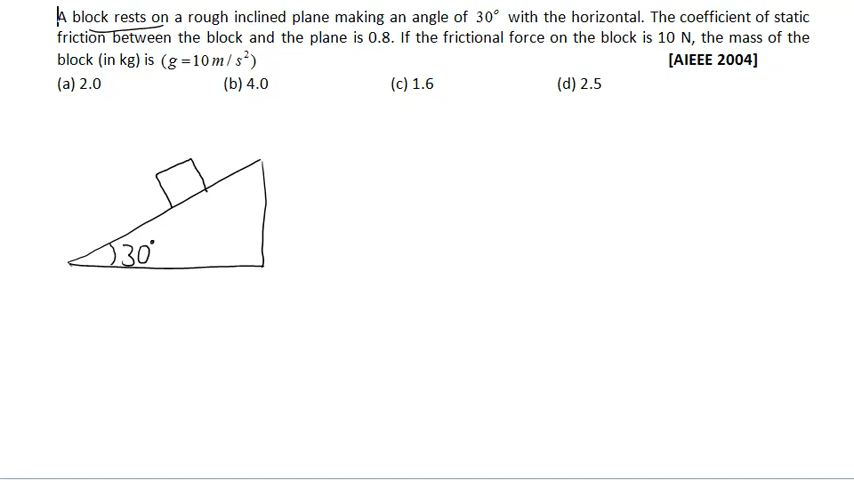 A block rests on a rough inclined plane making an angle of 30° with the horizontal. The coefficient of static
friction between the block and the plane is 0.8. If the frictional force on the block is 10 N, the mass of the
block (in kg) is (g =10 m / s²) [AIEEE 2004]
(a) 2.0 (b) 4.0 (c) 1.6 (d) 2.5
30°